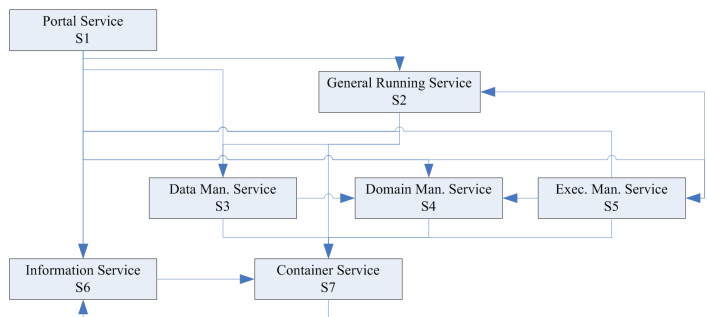 Portal Service
S1
General Running Service
S2
Data Man. Service
S3
Domain Man. Service
S4
Exec. Man. Service
S5
Information Service
S6
Container Service
S7